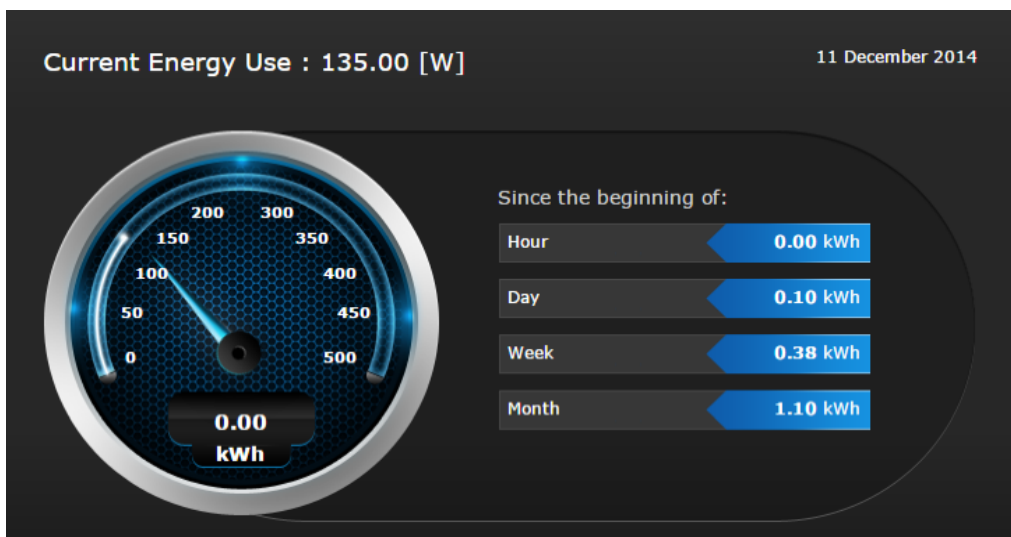 Current Energy Use : 135.00 [W]
11 December 2014
200 300
150 350
100 400
50 450
0 500
0.00
kWh
Since the beginning of:
Hour 0.00 kWh
Day 0.10 kWh
Week 0.38 kWh
Month 1.10 kWh